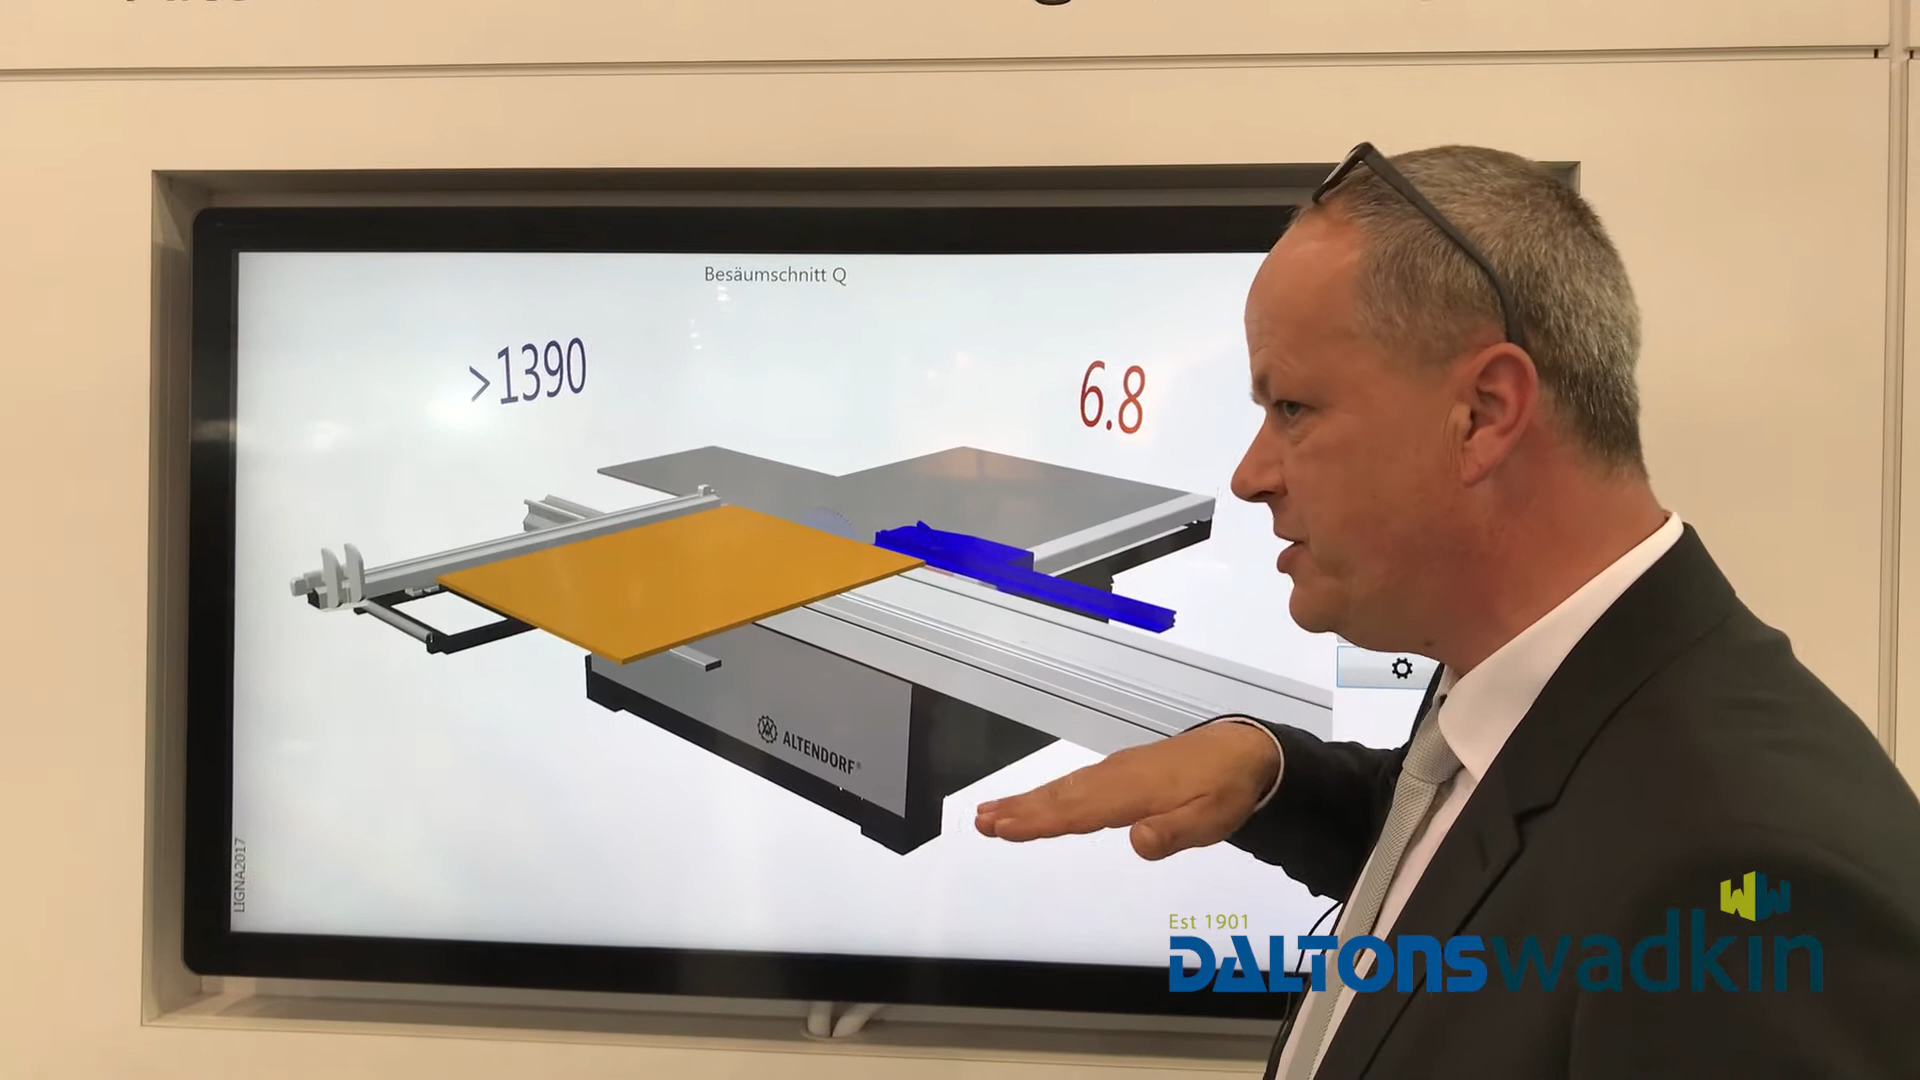 Besäumschnitt Q
>1390
6.8
ALTENDORF®
LIGNA2017
Est 1901
DALTONSwadkin